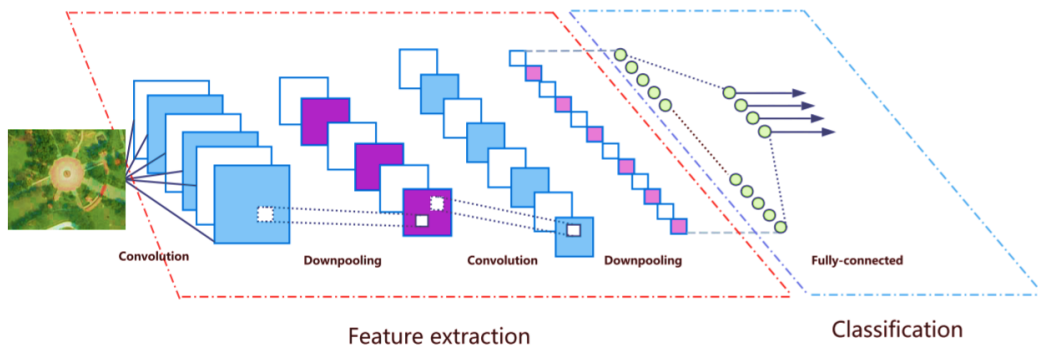 Convolution
Downpooling
Convolution
Downpooling
Fully-connected
Feature extraction
Classification